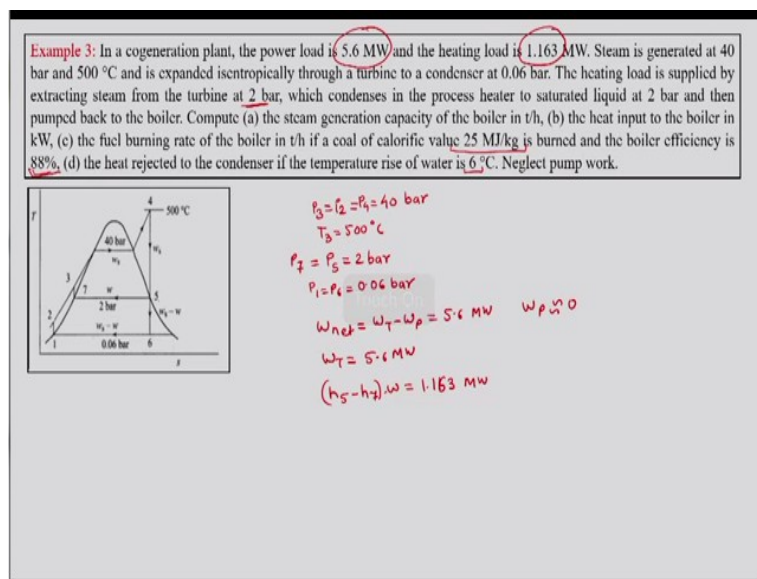 Example 3: In a cogeneration plant, the power load is 5.6 MW and the heating load is 1.163 MW. Steam is generated at 40
bar and 500 °C and is expanded isentropically through a turbine to a condenser at 0.06 bar. The heating load is supplied by
extracting steam from the turbine at 2 bar, which condenses in the process heater to saturated liquid at 2 bar and then
pumped back to the boiler. Compute (a) the steam generation capacity of the boiler in t/h, (b) the heat input to the boiler in
kW, (c) the fuel burning rate of the boiler in t/h if a coal of calorific value 25 MJ/kg is burned and the boiler efficiency is
88%, (d) the heat rejected to the condenser if the temperature rise of water is 6 °C. Neglect pump work.
T
4
500 °C
40 bar
ws
ws
3
7
w
5
2 bar
ws – w
2
ws – w
1
0.06 bar
6
s
P3 = P2 = P4 = 40 bar
T3 = 500°C
P7 = P5 = 2 bar
P1 = P6 = 0.06 bar
Wnet = WT - WP = 5.6 MW WP ≈ 0
WT = 5.6 MW
(h5 - h7).w = 1.163 MW